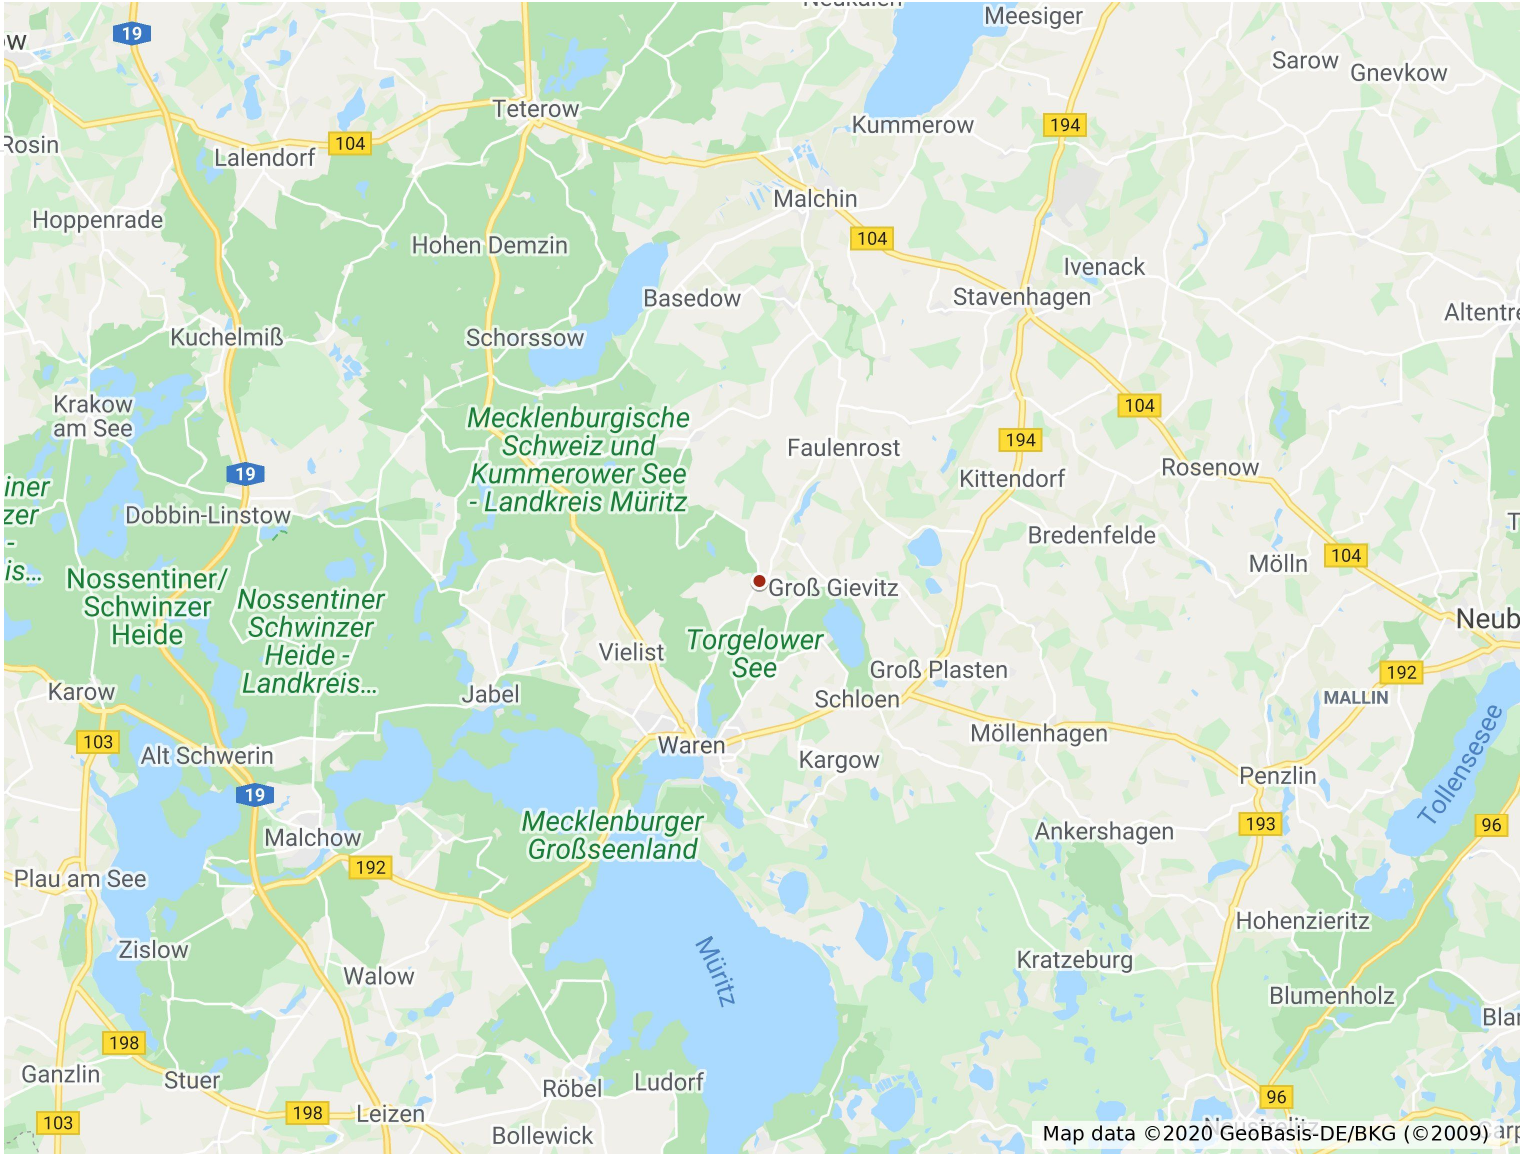 Meesiger
19
Sarow
Gnevkow
Teterow
Kummerow
194
104
Rosin
Lalendorf
Malchin
Hoppenrade
Hohen Demzin
104
Ivenack
Basedow
Stavenhagen
Kuchelmiß
Schorssow
Krakow
am See
104
Mecklenburgische
Schweiz und
Kummerower See
- Landkreis Müritz
Faulenrost
194
19
Kittendorf
Rosenow
Dobbin-Linstow
Bredenfelde
104
Mölln
Nossentiner/
Schwinzer
Heide
Groß Gievitz
Nossentiner
Schwinzer
Heide -
Landkreis...
Torgelower
See
Vielist
Groß Plasten
192
Karow
Jabel
Schloen
MALLIN
103
Alt Schwerin
Waren
Kargow
Möllenhagen
Penzlin
Tollensesee
19
Malchow
Mecklenburger
Großseenland
Ankershagen
193
96
192
Plau am See
Hohenzieritz
Zislow
Walow
Müritz
Kratzeburg
Blumenholz
198
Ganzlin
Stuer
Röbel
Ludorf
96
103
198
Leizen
Bollewick
Map data ©2020 GeoBasis-DE/BKG (©2009)